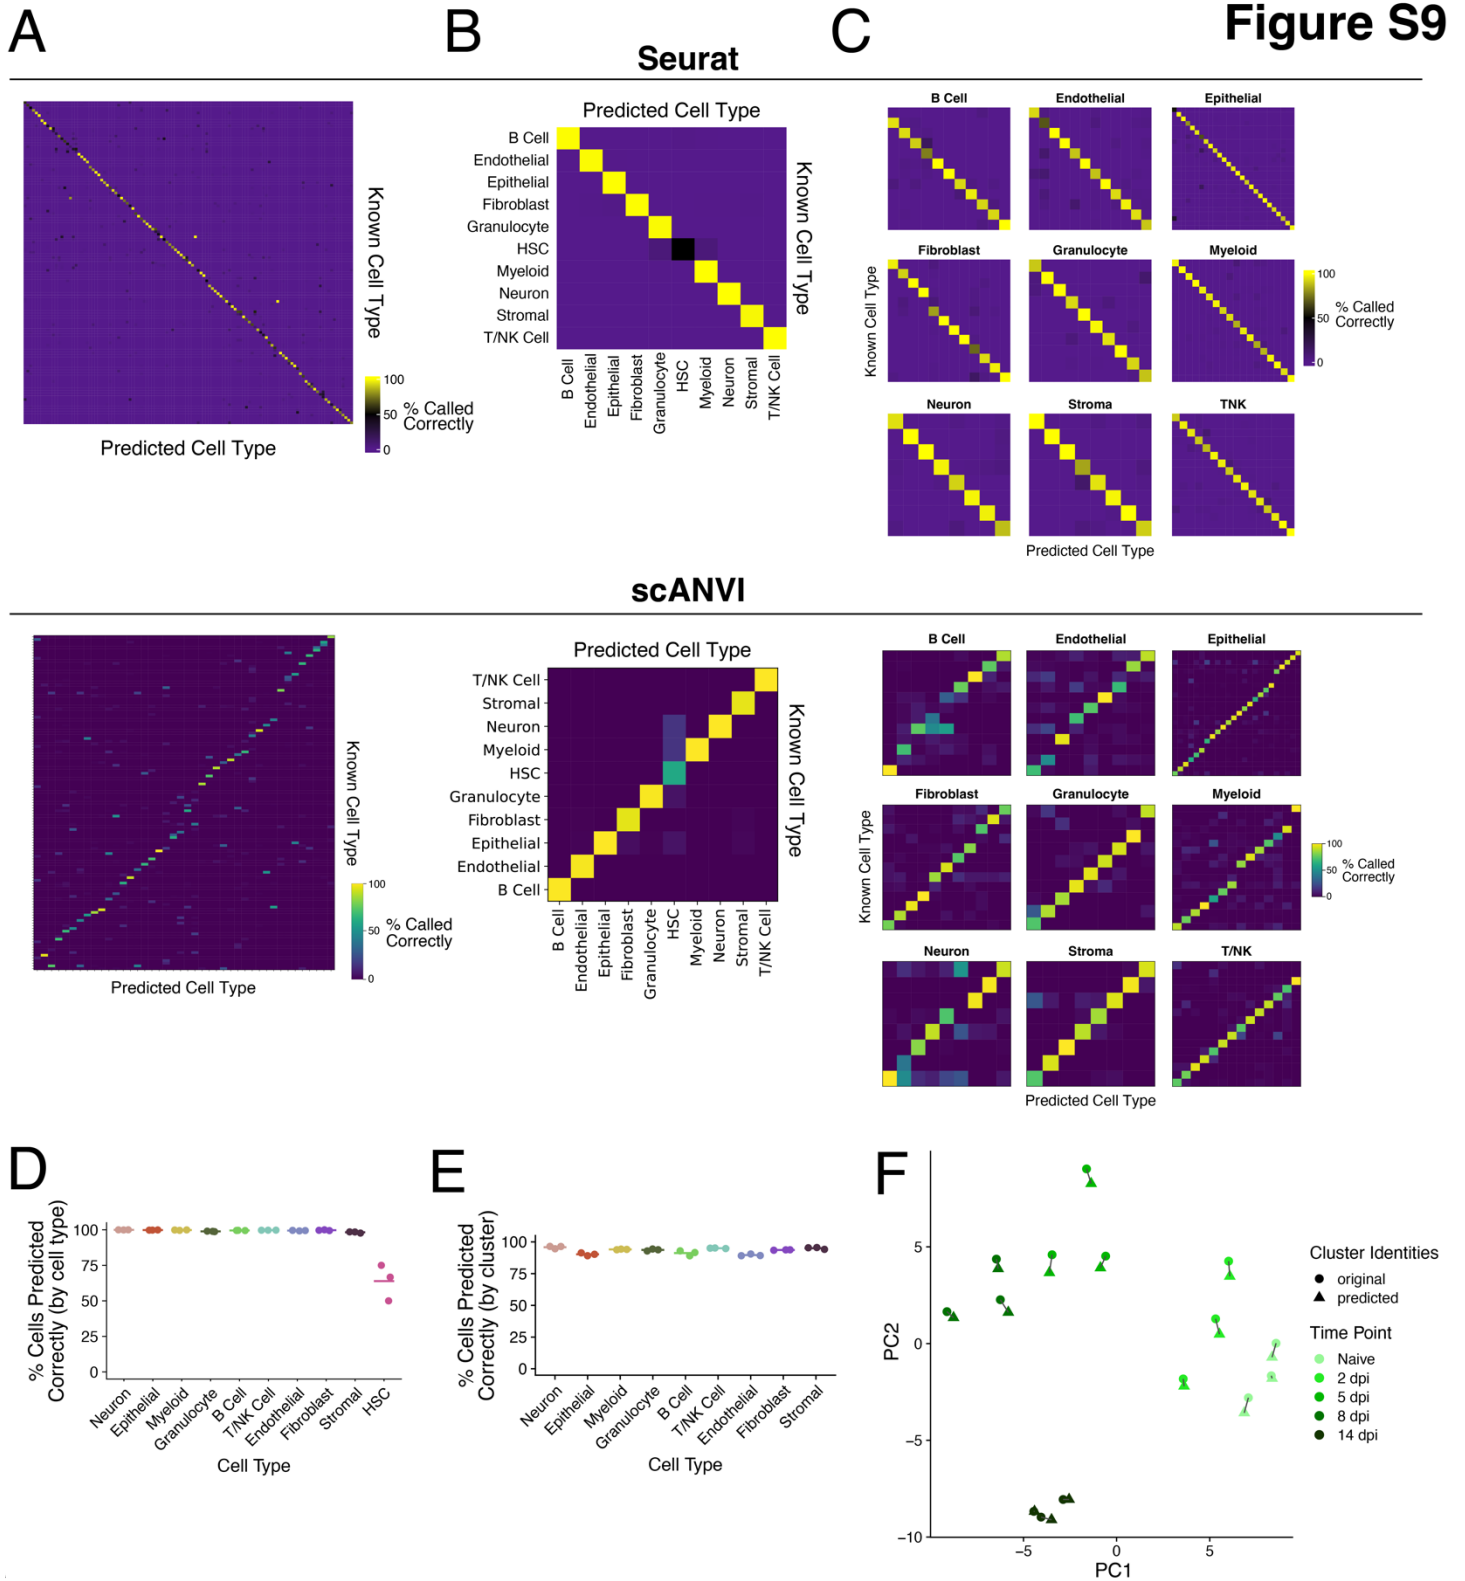 A
B
C
Figure S9
Seurat
Known Cell Type
100
50
0
% Called
Correctly
Predicted Cell Type
Predicted Cell Type
B Cell
Endothelial
Epithelial
Fibroblast
Granulocyte
HSC
Myeloid
Neuron
Stromal
T/NK Cell
Known Cell Type
B Cell
Endothelial
Epithelial
Fibroblast
Granulocyte
HSC
Myeloid
Neuron
Stromal
T/NK Cell
B Cell
Endothelial
Epithelial
Fibroblast
Granulocyte
Myeloid
Neuron
Stroma
TNK
Known Cell Type
Predicted Cell Type
100
50
0
% Called
Correctly
scANVI
Known Cell Type
100
50
0
% Called
Correctly
Predicted Cell Type
Predicted Cell Type
T/NK Cell
Stromal
Neuron
Myeloid
HSC
Granulocyte
Fibroblast
Epithelial
Endothelial
B Cell
Known Cell Type
B Cell
Endothelial
Epithelial
Fibroblast
Granulocyte
HSC
Myeloid
Neuron
Stromal
T/NK Cell
B Cell
Endothelial
Epithelial
Fibroblast
Granulocyte
Myeloid
Neuron
Stroma
T/NK
Known Cell Type
Predicted Cell Type
100
50
0
% Called
Correctly
D
% Cells Predicted
Correctly (by cell type)
100
75
50
25
0
Neuron
Epithelial
Myeloid
Granulocyte
B Cell
T/NK Cell
Endothelial
Fibroblast
Stromal
HSC
Cell Type
E
% Cells Predicted
Correctly (by cluster)
100
75
50
25
0
Neuron
Epithelial
Myeloid
Granulocyte
B Cell
T/NK Cell
Endothelial
Fibroblast
Stromal
Cell Type
F
PC2
5
0
−5
−10
−5
0
5
PC1
Cluster Identities
original
predicted
Time Point
Naive
2 dpi
5 dpi
8 dpi
14 dpi